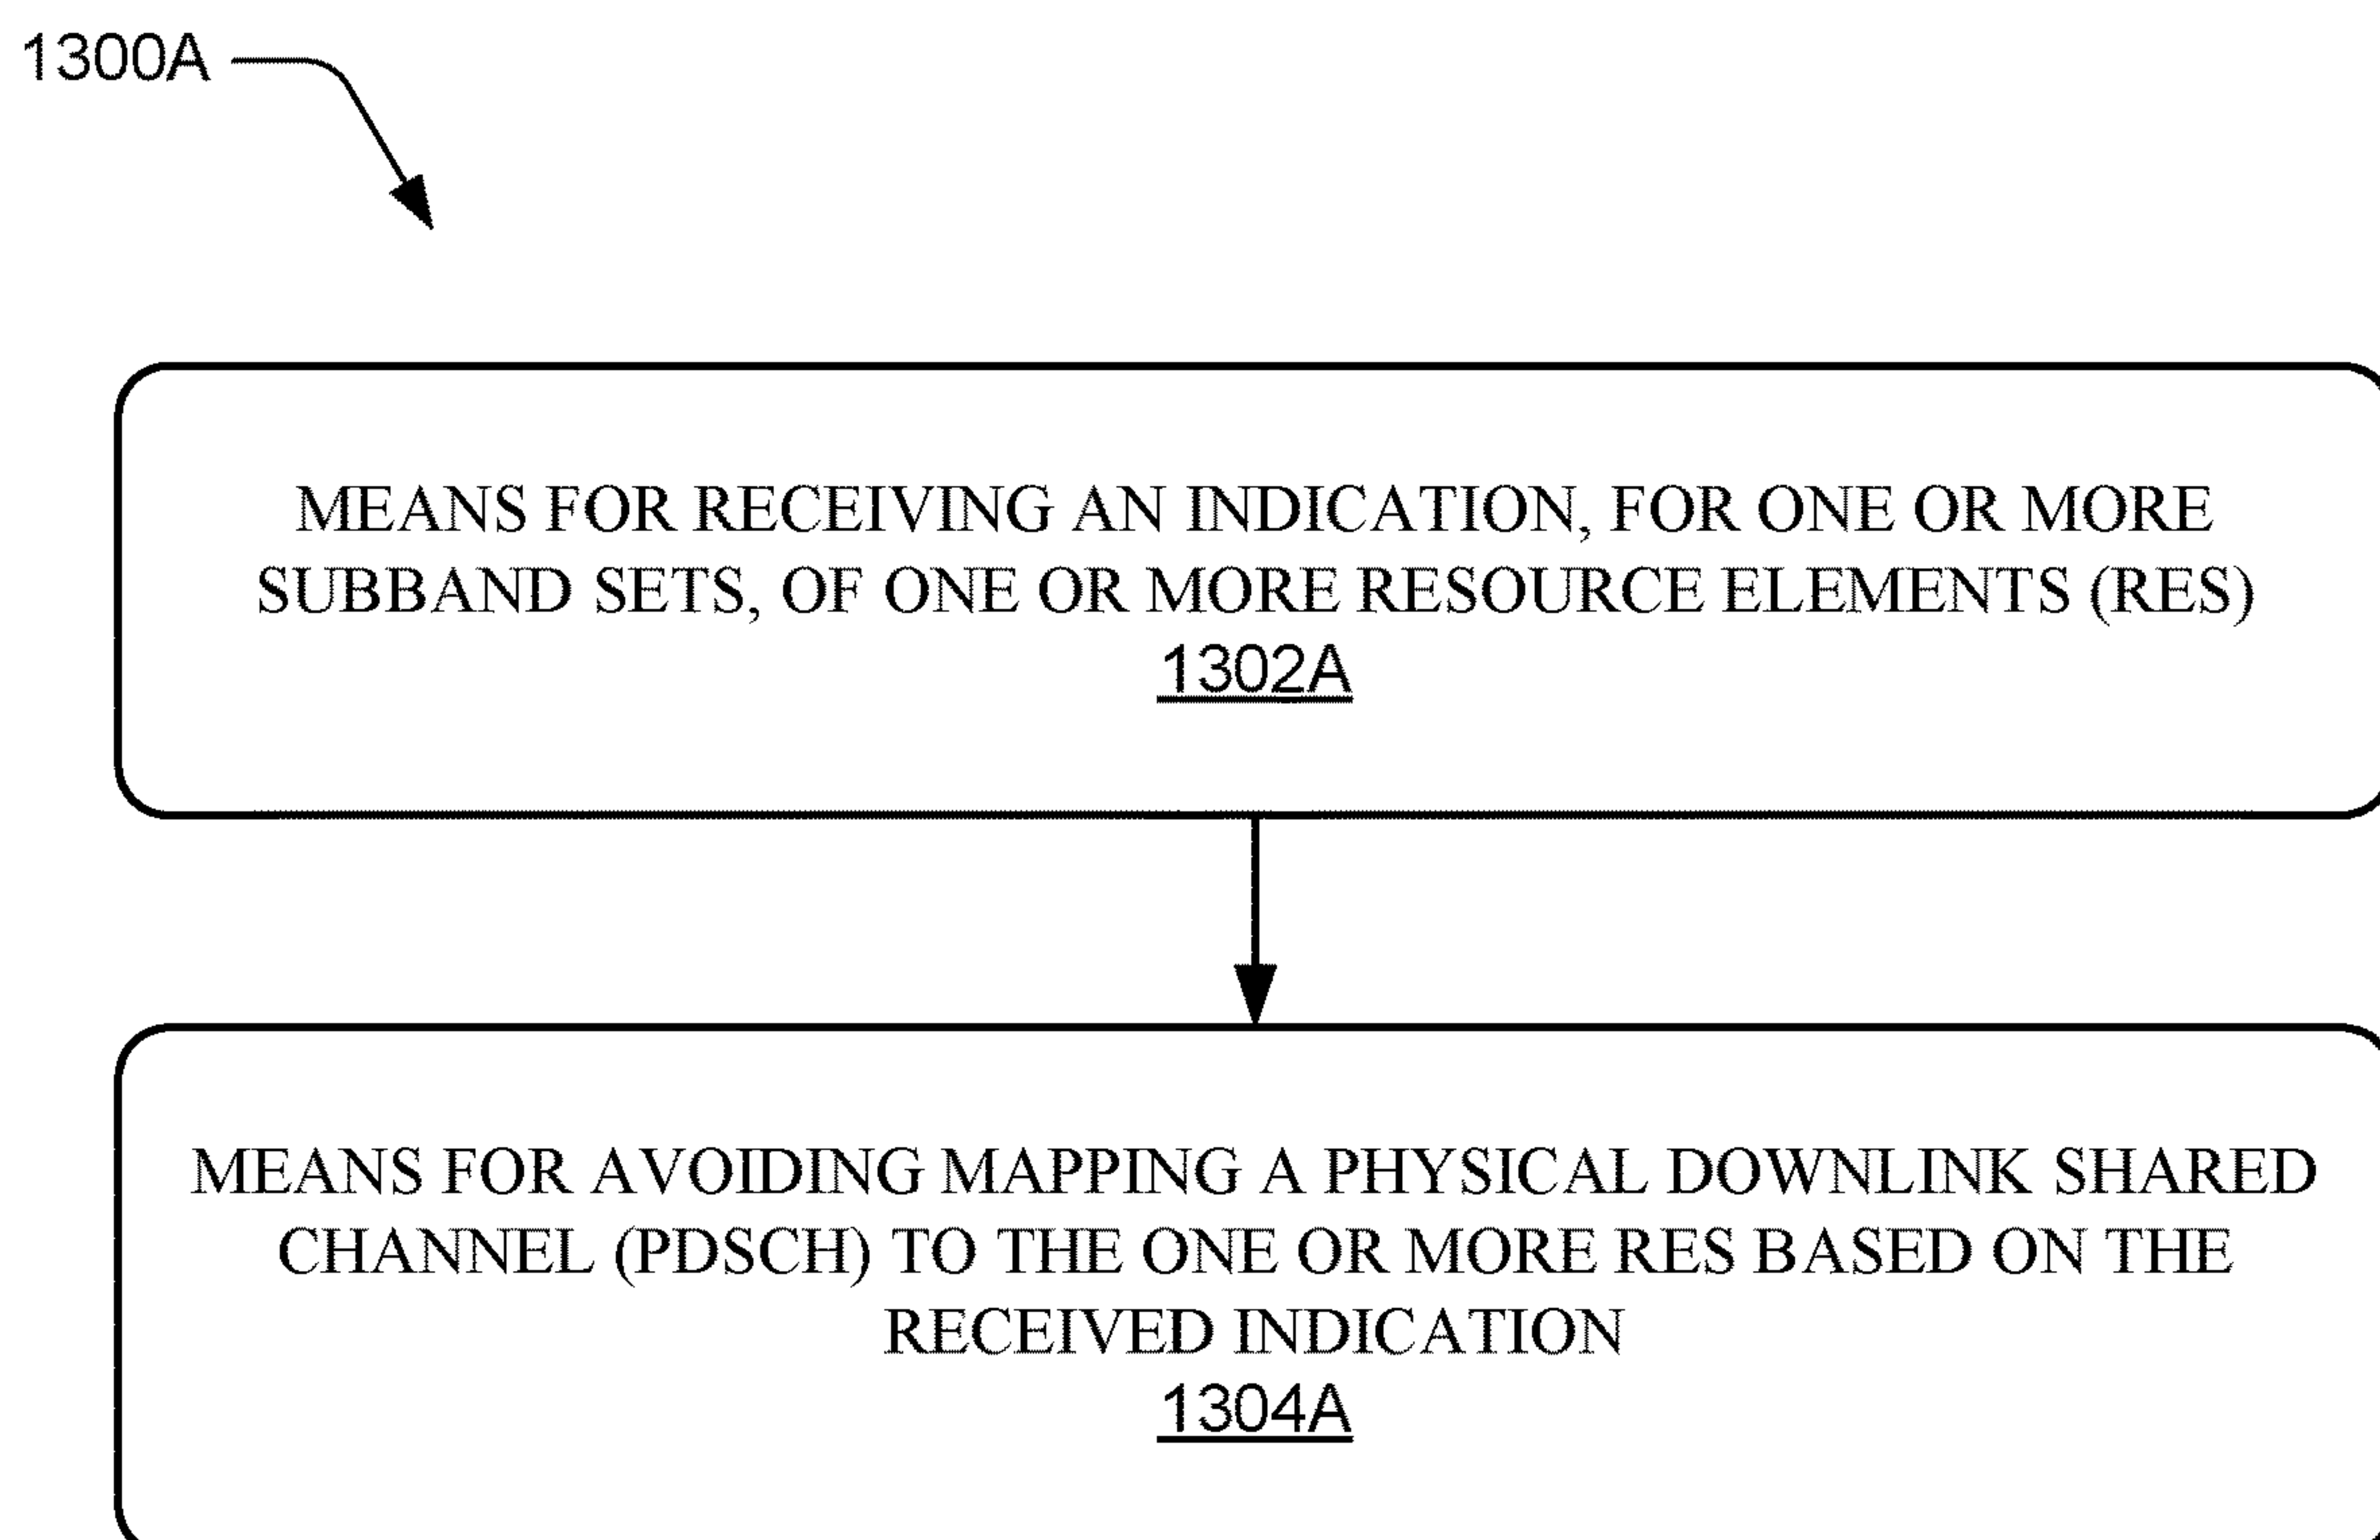 1300A
MEANS FOR RECEIVING AN INDICATION, FOR ONE OR MORE
SUBBAND SETS, OF ONE OR MORE RESOURCE ELEMENTS (RES)
1302A
MEANS FOR AVOIDING MAPPING A PHYSICAL DOWNLINK SHARED
CHANNEL (PDSCH) TO THE ONE OR MORE RES BASED ON THE
RECEIVED INDICATION
1304A